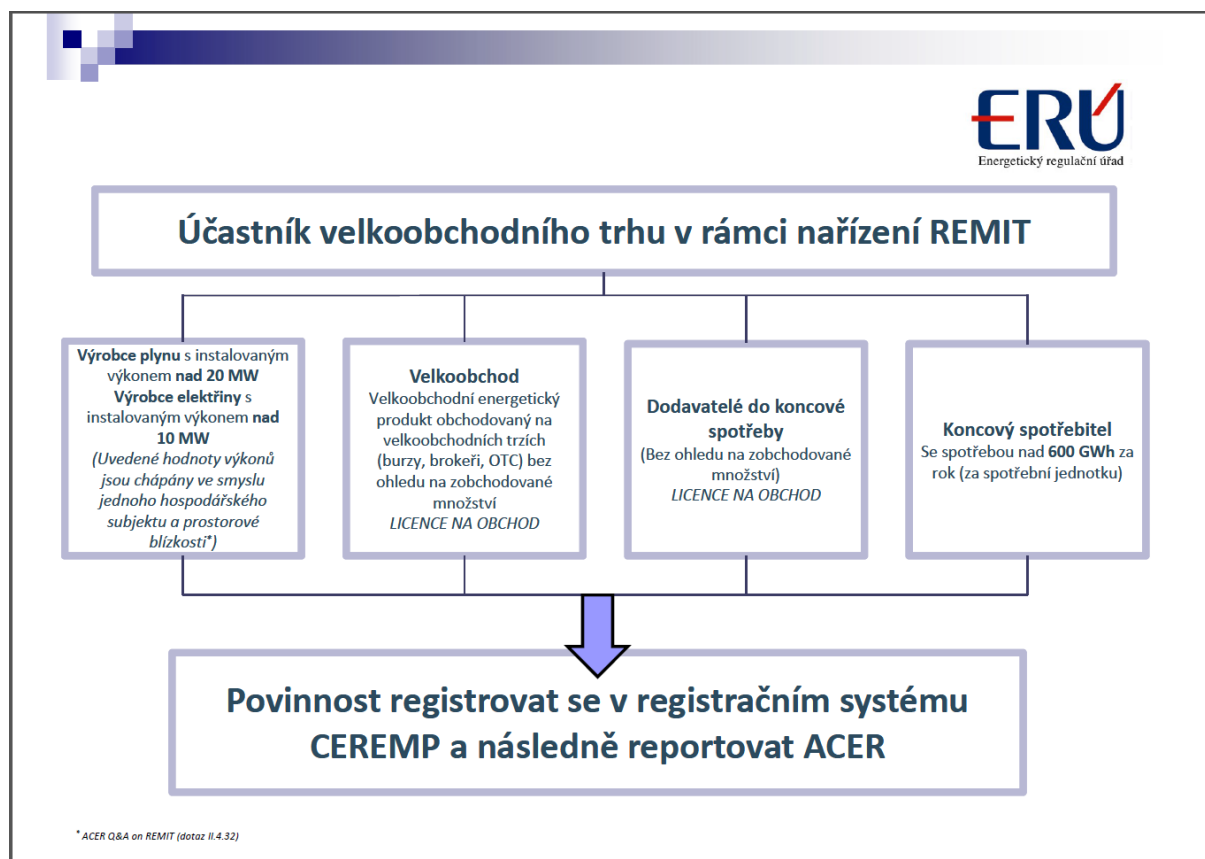 ERÚ
Energetický regulační úřad
Účastník velkoobchodního trhu v rámci nařízení REMIT
Výrobce plynu s instalovaným
výkonem nad 20 MW
Výrobce elektřiny s
instalovaným výkonem nad
10 MW
(Uvedené hodnoty výkonů
jsou chápány ve smyslu
jednoho hospodářského
subjektu a prostorové
blízkosti*)
Velkoobchod
Velkoobchodní energetický
produkt obchodovaný na
velkoobchodních trzích
(burzy, brokeři, OTC) bez
ohledu na zobchodované
množství
LICENCE NA OBCHOD
Dodavatelé do koncové
spotřeby
(Bez ohledu na zobchodované
množství)
LICENCE NA OBCHOD
Koncový spotřebitel
Se spotřebou nad 600 GWh za
rok (za spotřební jednotku)
Povinnost registrovat se v registračním systému
CEREMP a následně reportovat ACER
* ACER Q&A on REMIT (dotaz II.4.32)